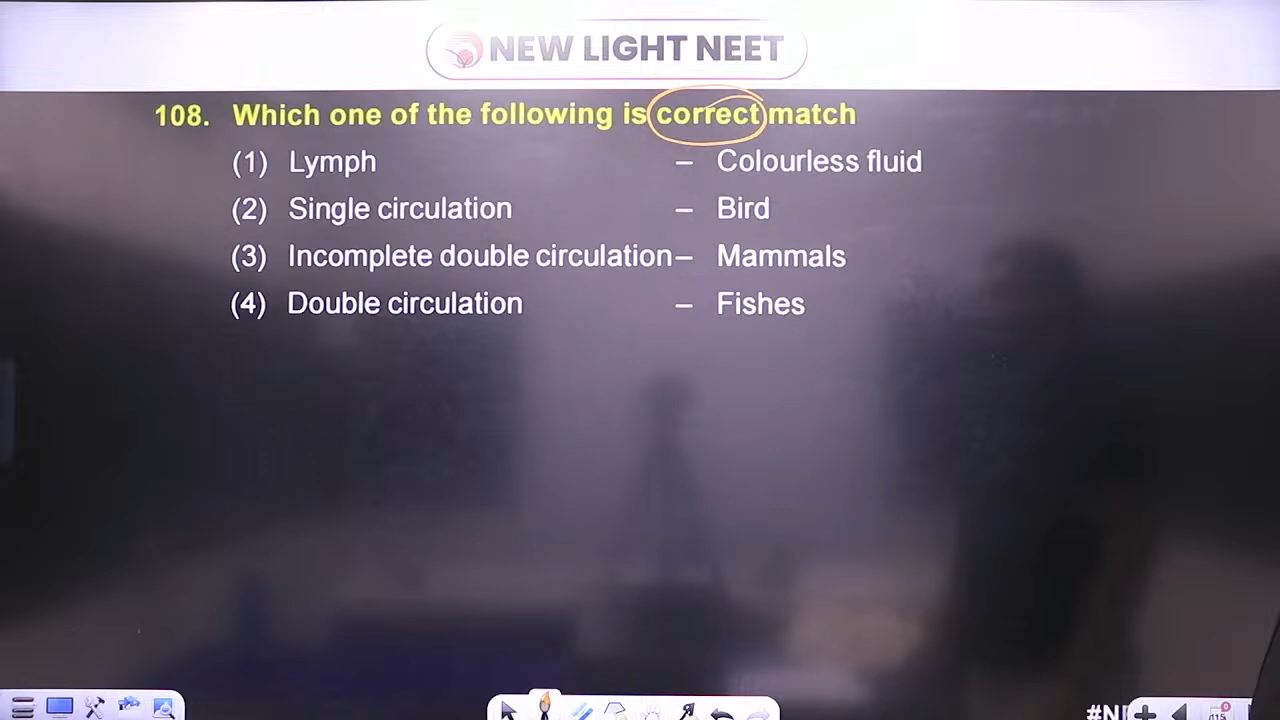 NEW LIGHT NEET
108. Which one of the following is correct match
(1) Lymph – Colourless fluid
(2) Single circulation – Bird
(3) Incomplete double circulation – Mammals
(4) Double circulation – Fishes